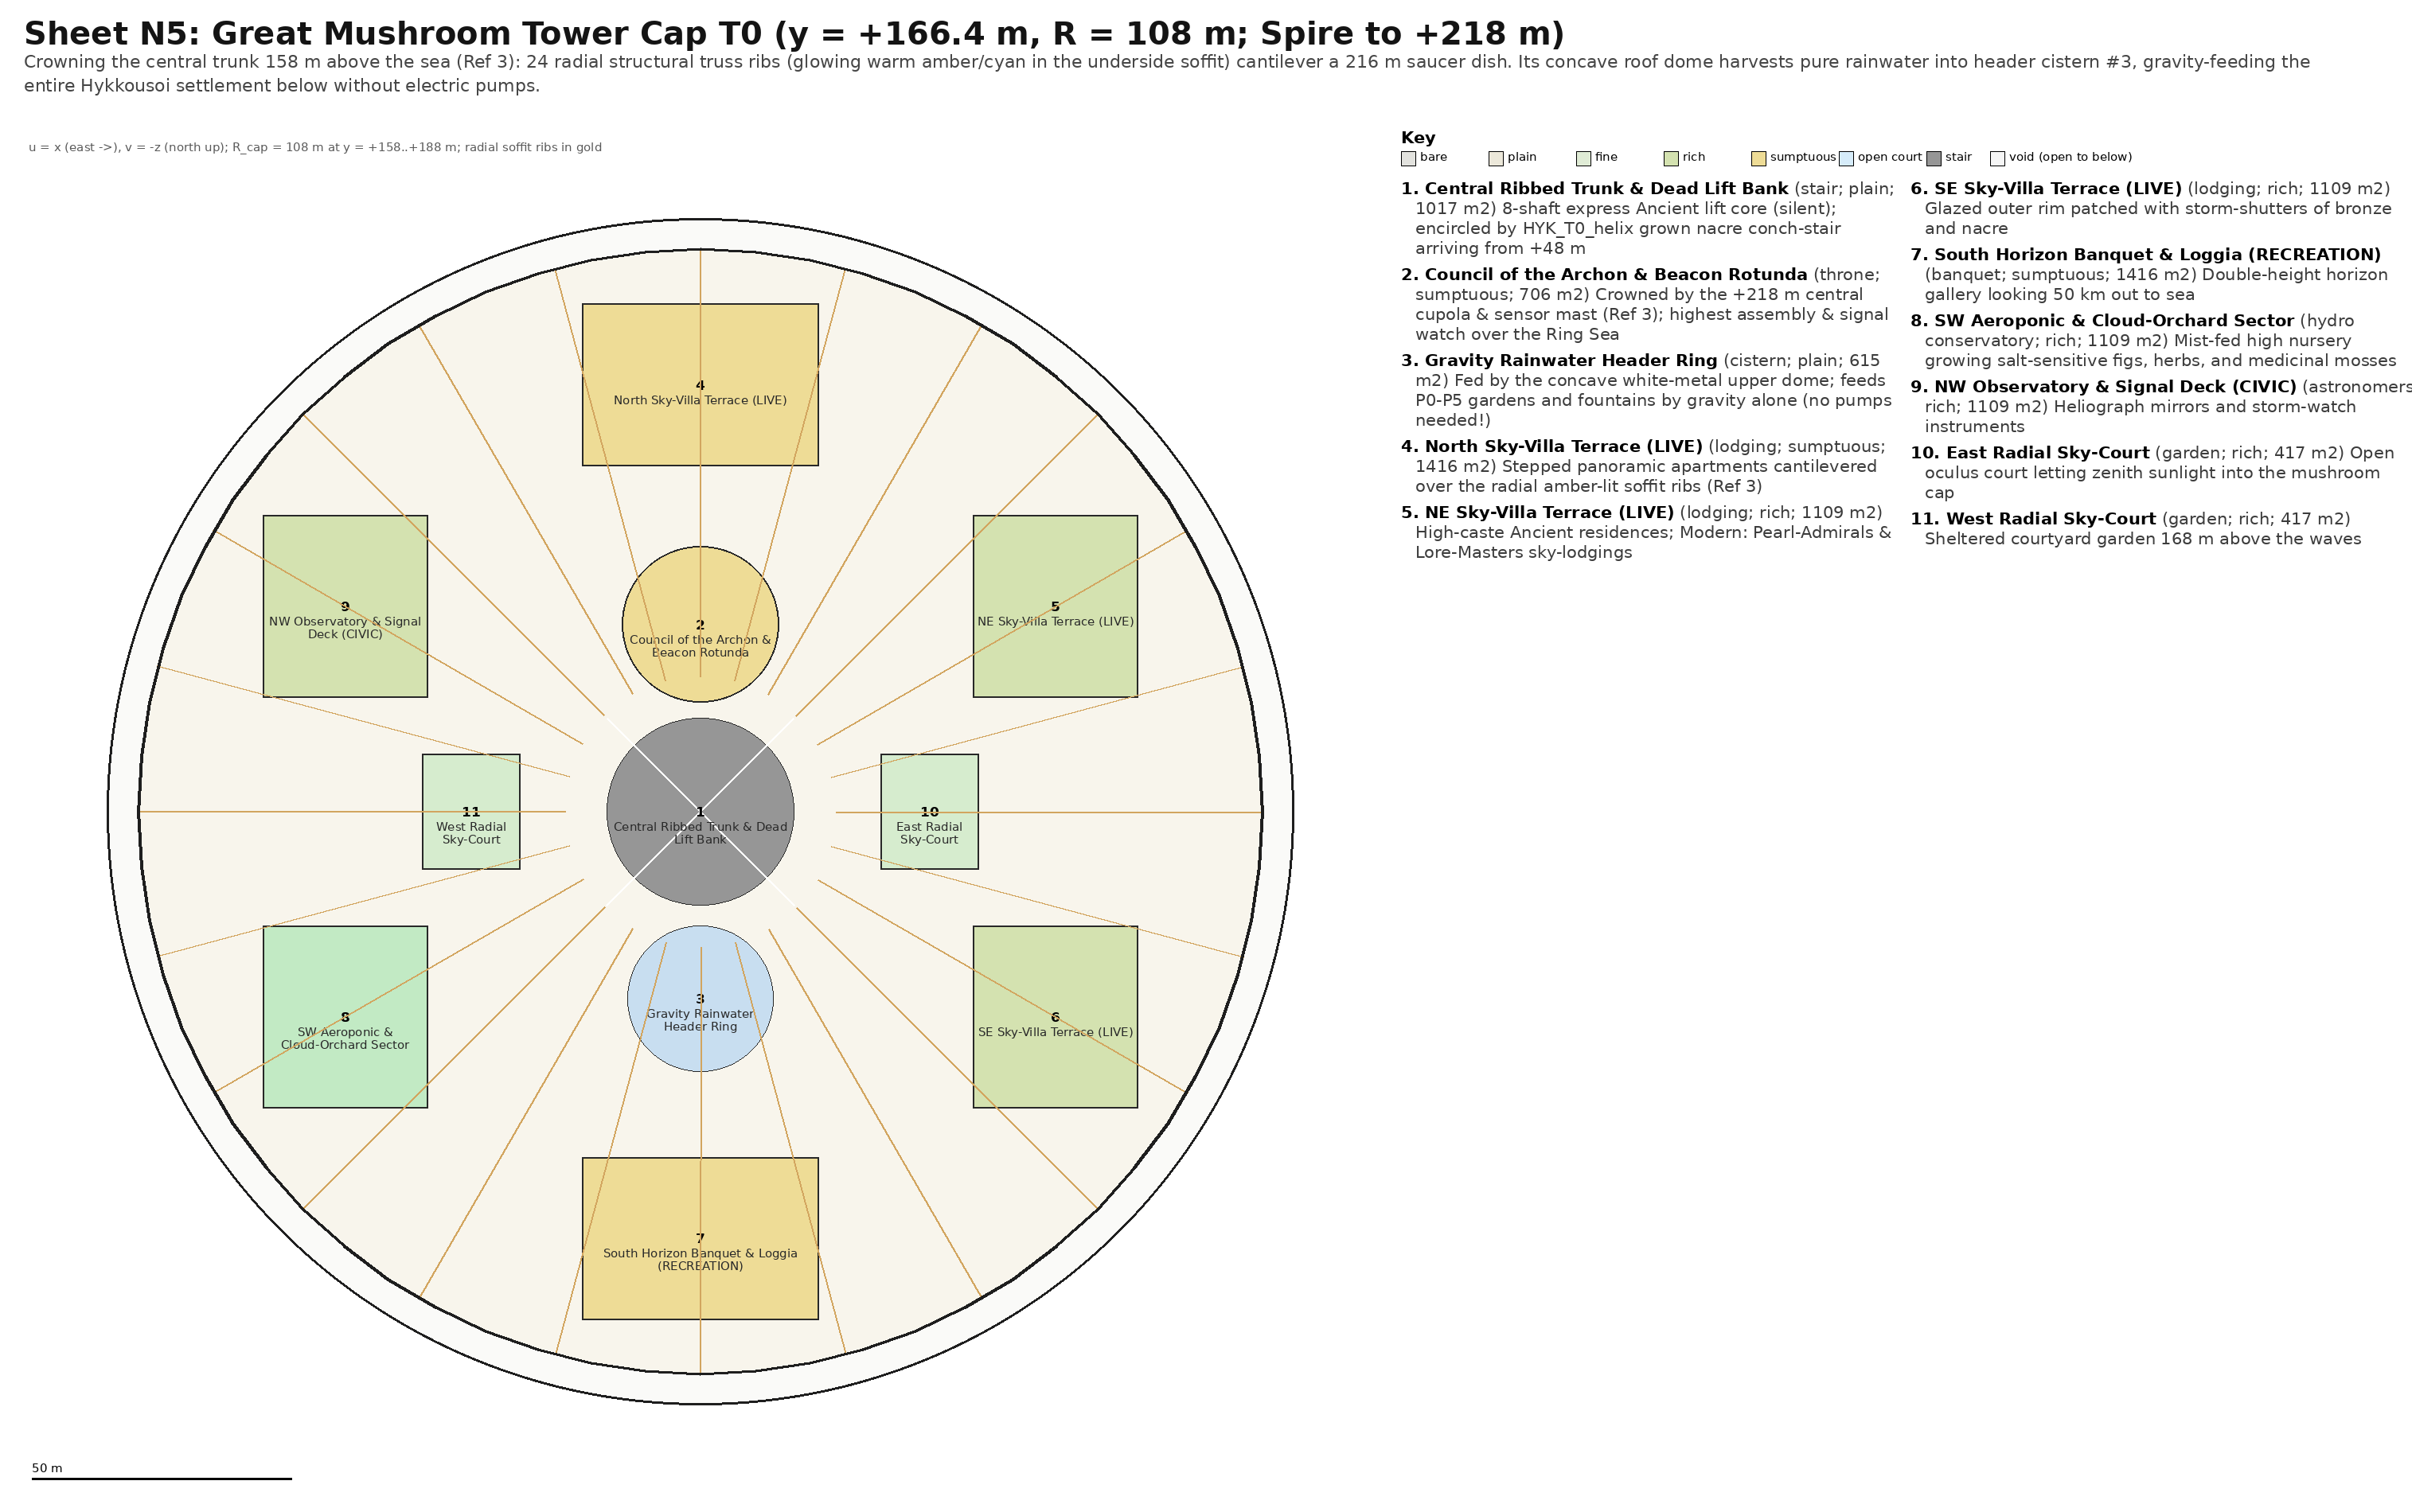 Sheet N5: Great Mushroom Tower Cap T0 (y = +166.4 m, R = 108 m; Spire to +218 m)
Crowning the central trunk 158 m above the sea (Ref 3): 24 radial structural truss ribs (glowing warm amber/cyan in the underside soffit) cantilever a 216 m saucer dish. Its concave roof dome harvests pure rainwater into header cistern #3, gravity-feeding the
entire Hykkousoi settlement below without electric pumps.
u = x (east ->), v = -z (north up); R_cap = 108 m at y = +158..+188 m; radial soffit ribs in gold
4
North Sky-Villa Terrace (LIVE)
9
NW Observatory & Signal
Deck (CIVIC)
2
Council of the Archon &
Beacon Rotunda
5
NE Sky-Villa Terrace (LIVE)
11
West Radial
Sky-Court
1
Central Ribbed Trunk & Dead
Lift Bank
10
East Radial
Sky-Court
8
SW Aeroponic &
Cloud-Orchard Sector
3
Gravity Rainwater
Header Ring
6
SE Sky-Villa Terrace (LIVE)
7
South Horizon Banquet & Loggia
(RECREATION)
50 m
Key
bare
plain
fine
rich
sumptuous
open court
stair
void (open to below)
1. Central Ribbed Trunk & Dead Lift Bank (stair; plain;
1017 m2) 8-shaft express Ancient lift core (silent);
encircled by HYK_T0_helix grown nacre conch-stair
arriving from +48 m
2. Council of the Archon & Beacon Rotunda (throne;
sumptuous; 706 m2) Crowned by the +218 m central
cupola & sensor mast (Ref 3); highest assembly & signal
watch over the Ring Sea
3. Gravity Rainwater Header Ring (cistern; plain; 615
m2) Fed by the concave white-metal upper dome; feeds
P0-P5 gardens and fountains by gravity alone (no pumps
needed!)
4. North Sky-Villa Terrace (LIVE) (lodging; sumptuous;
1416 m2) Stepped panoramic apartments cantilevered
over the radial amber-lit soffit ribs (Ref 3)
5. NE Sky-Villa Terrace (LIVE) (lodging; rich; 1109 m2)
High-caste Ancient residences; Modern: Pearl-Admirals &
Lore-Masters sky-lodgings
6. SE Sky-Villa Terrace (LIVE) (lodging; rich; 1109 m2)
Glazed outer rim patched with storm-shutters of bronze
and nacre
7. South Horizon Banquet & Loggia (RECREATION)
(banquet; sumptuous; 1416 m2) Double-height horizon
gallery looking 50 km out to sea
8. SW Aeroponic & Cloud-Orchard Sector (hydro
conservatory; rich; 1109 m2) Mist-fed high nursery
growing salt-sensitive figs, herbs, and medicinal mosses
9. NW Observatory & Signal Deck (CIVIC) (astronomers
rich; 1109 m2) Heliograph mirrors and storm-watch
instruments
10. East Radial Sky-Court (garden; rich; 417 m2) Open
oculus court letting zenith sunlight into the mushroom
cap
11. West Radial Sky-Court (garden; rich; 417 m2)
Sheltered courtyard garden 168 m above the waves